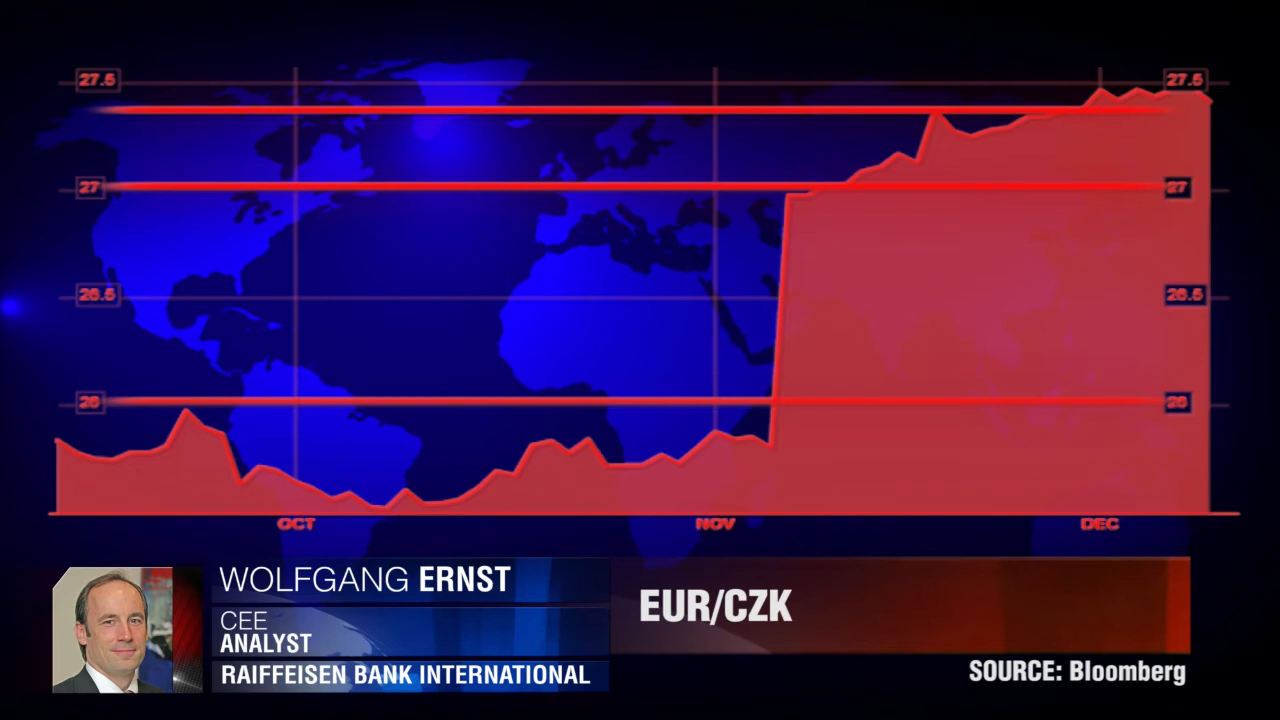 27.5
27.5
27
27
26.5
26.5
26
26
OCT
NOV
DEC
WOLFGANG ERNST
CEE
ANALYST
RAIFFEISEN BANK INTERNATIONAL
EUR/CZK
SOURCE: Bloomberg